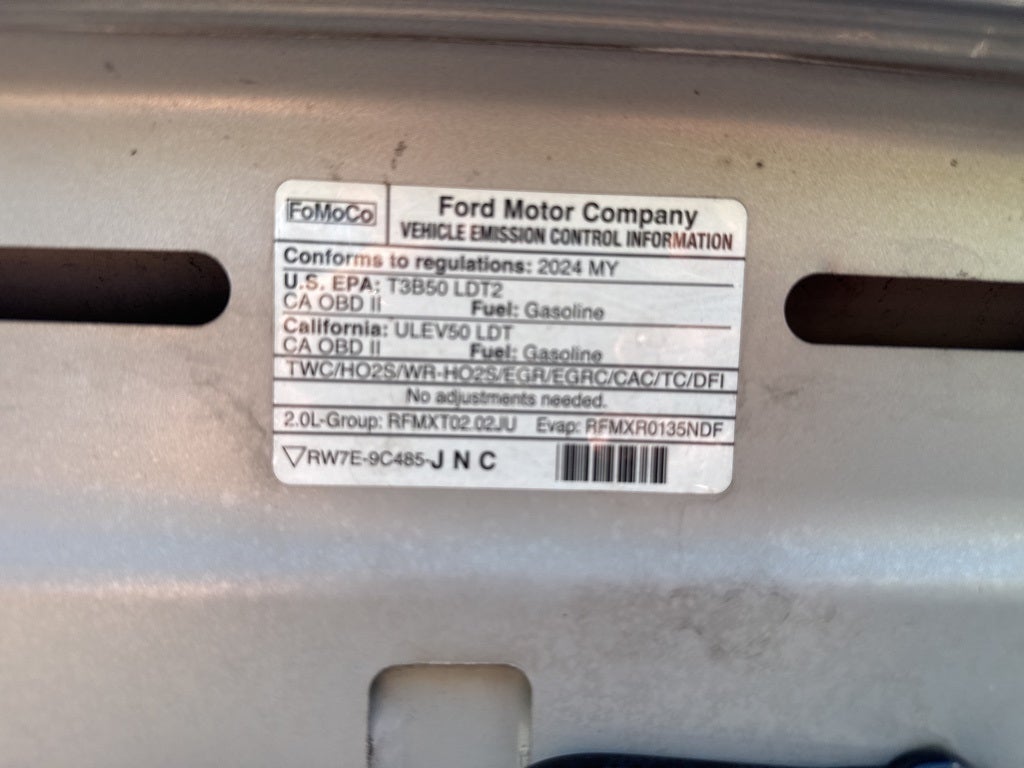 FoMoCo
Ford Motor Company
VEHICLE EMISSION CONTROL INFORMATION
Conforms to regulations: 2024 MY
U.S. EPA: T3B50 LDT2
CA OBD II Fuel: Gasoline
California: ULEV50 LDT
CA OBD II Fuel: Gasoline
TWC/HO2S/WR-HO2S/EGR/EGRC/CAC/TC/DFI
No adjustments needed.
2.0L-Group: RFMXT02.02JU Evap: RFMXR0135NDF
▽RW7E-9C485-J N C